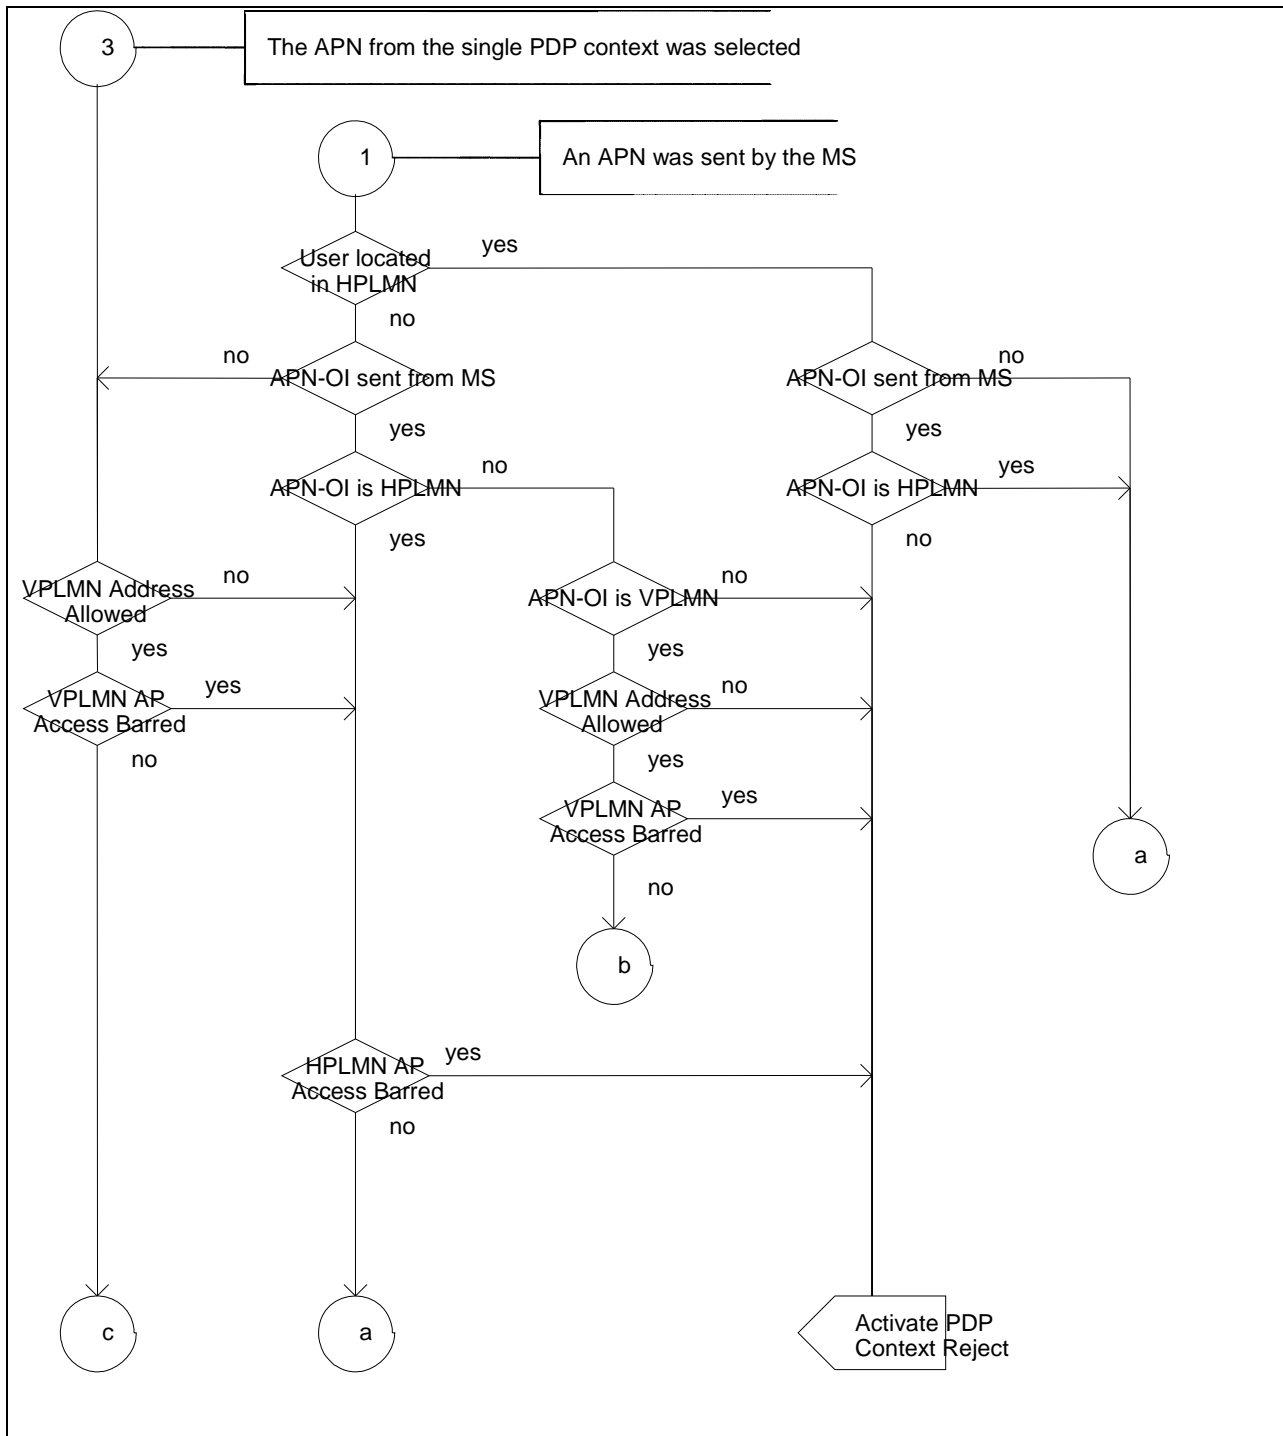 3
The APN from the single PDP context was selected
1
An APN was sent by the MS
User located
in HPLMN
yes
no
no
APN-OI sent from MS
APN-OI sent from MS
no
yes
yes
APN-OI is HPLMN
no
APN-OI is HPLMN
yes
yes
no
VPLMN Address
Allowed
no
APN-OI is VPLMN
no
yes
yes
VPLMN AP
Access Barred
yes
VPLMN Address
Allowed
no
no
yes
VPLMN AP
Access Barred
yes
a
no
b
HPLMN AP
Access Barred
yes
no
c
a
Activate PDP
Context Reject